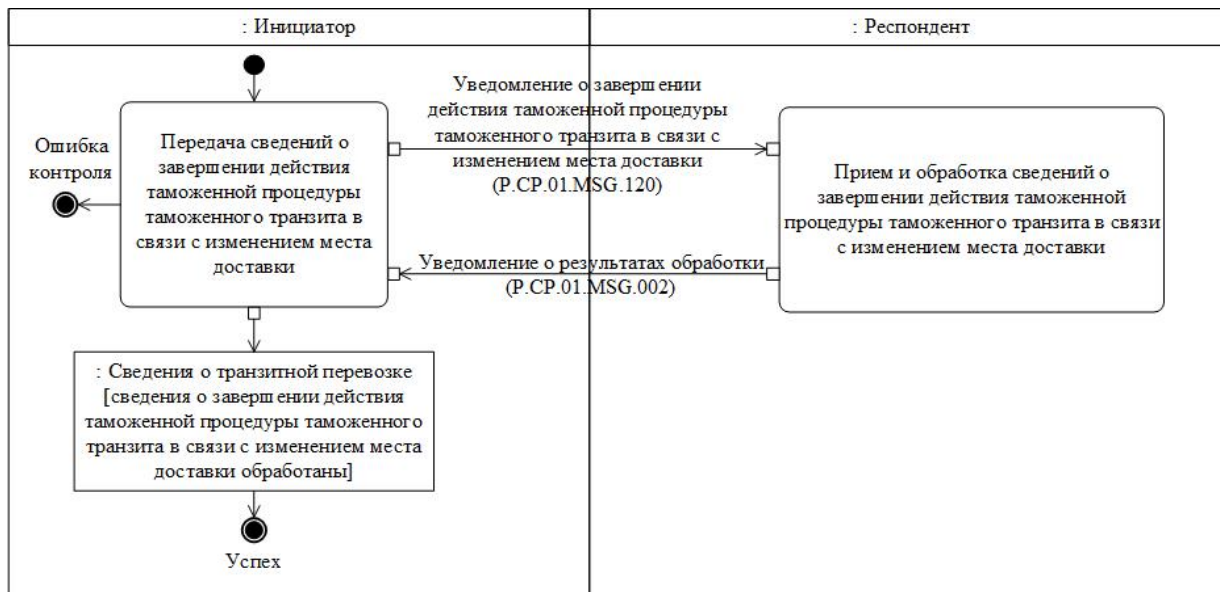 : Инициатор
: Респондент
Уведомление о завершении
действия таможенной процедуры
таможенного транзита в связи с
изменением места доставки
(P.CP.01.MSG.120)
Ошибка
контроля
Передача сведений о
завершении действия
таможенной процедуры
таможенного транзита в
связи с изменением места
доставки
Прием и обработка сведений о
завершении действия таможенной
процедуры таможенного транзита в связи
с изменением места доставки
Уведомление о результатах обработки
(P.CP.01.MSG.002)
: Сведения о транзитной перевозке
[сведения о завершении действия
таможенной процедуры таможенного
транзита в связи с изменением места
доставки обработаны]
Успех